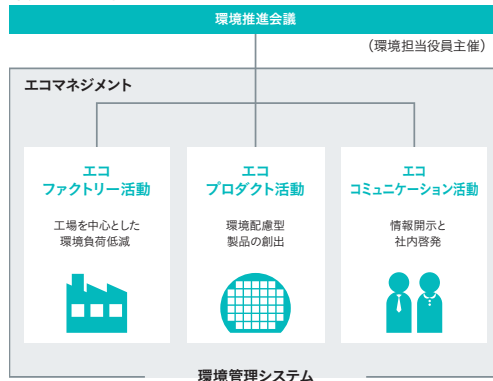 環境推進会議
（環境担当役員主催）
エコマネジメント
エコ
ファクトリー活動
工場を中心とした
環境負荷低減
エコ
プロダクト活動
環境配慮型
製品の創出
エコ
コミュニケーション活動
情報開示と
社内啓発
環境管理システム